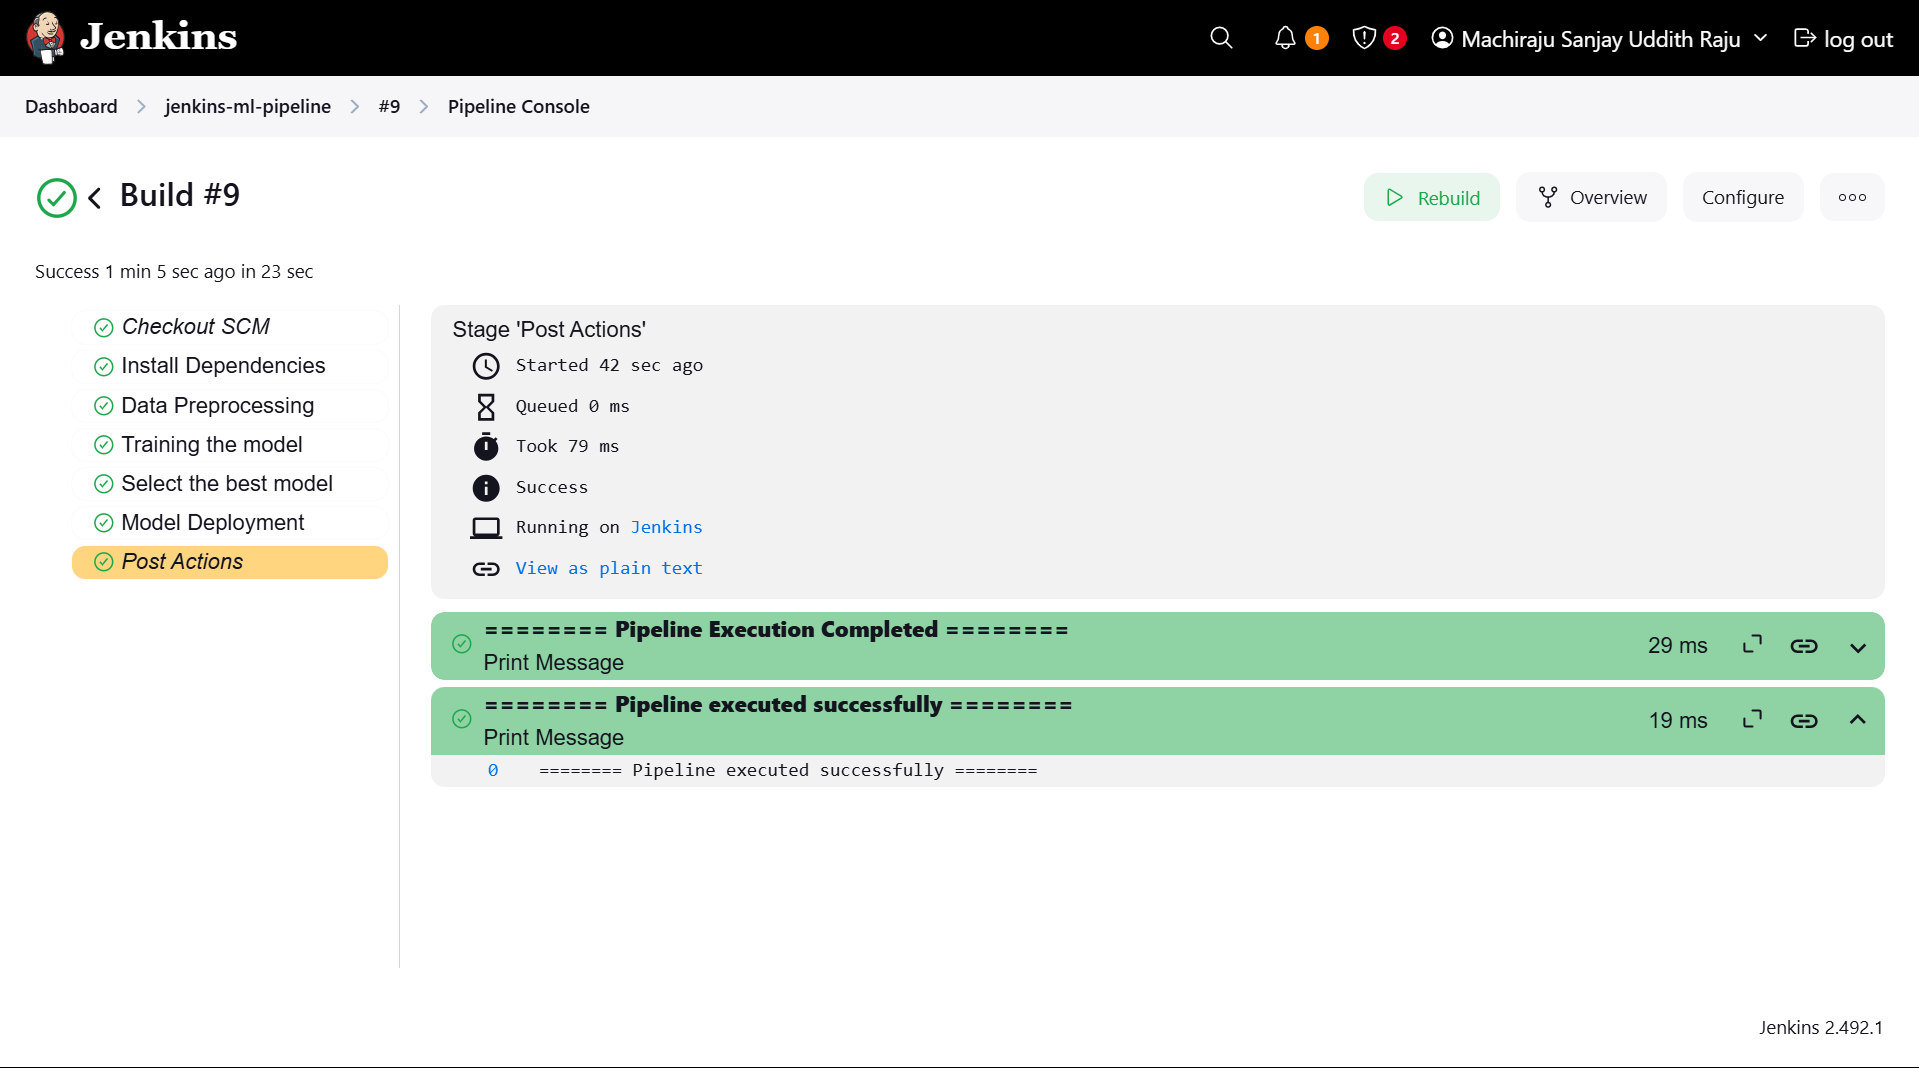 Jenkins
1
2
Machiraju Sanjay Uddith Raju
log out
Dashboard
jenkins-ml-pipeline
#9
Pipeline Console
Build #9
Rebuild
Overview
Configure
Success 1 min 5 sec ago in 23 sec
Checkout SCM
Install Dependencies
Data Preprocessing
Training the model
Select the best model
Model Deployment
Post Actions
Stage 'Post Actions'
Started 42 sec ago
Queued 0 ms
Took 79 ms
Success
Running on Jenkins
View as plain text
======== Pipeline Execution Completed ========
Print Message
29 ms
======== Pipeline executed successfully ========
Print Message
19 ms
0 ======== Pipeline executed successfully ========
Jenkins 2.492.1